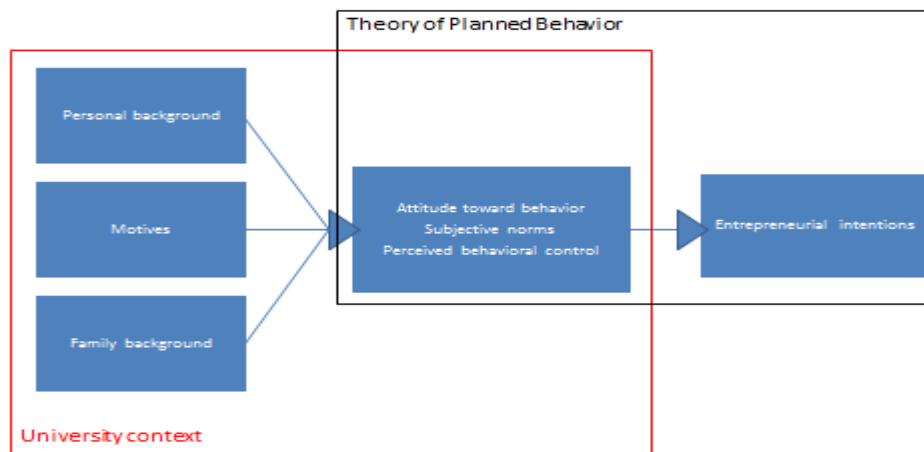 Theory of Planned Behavior
Personal background
Motives
Family background
Attitude toward behavior
Subjective norms
Perceived behavioral control
Entrepreneurial intentions
University context